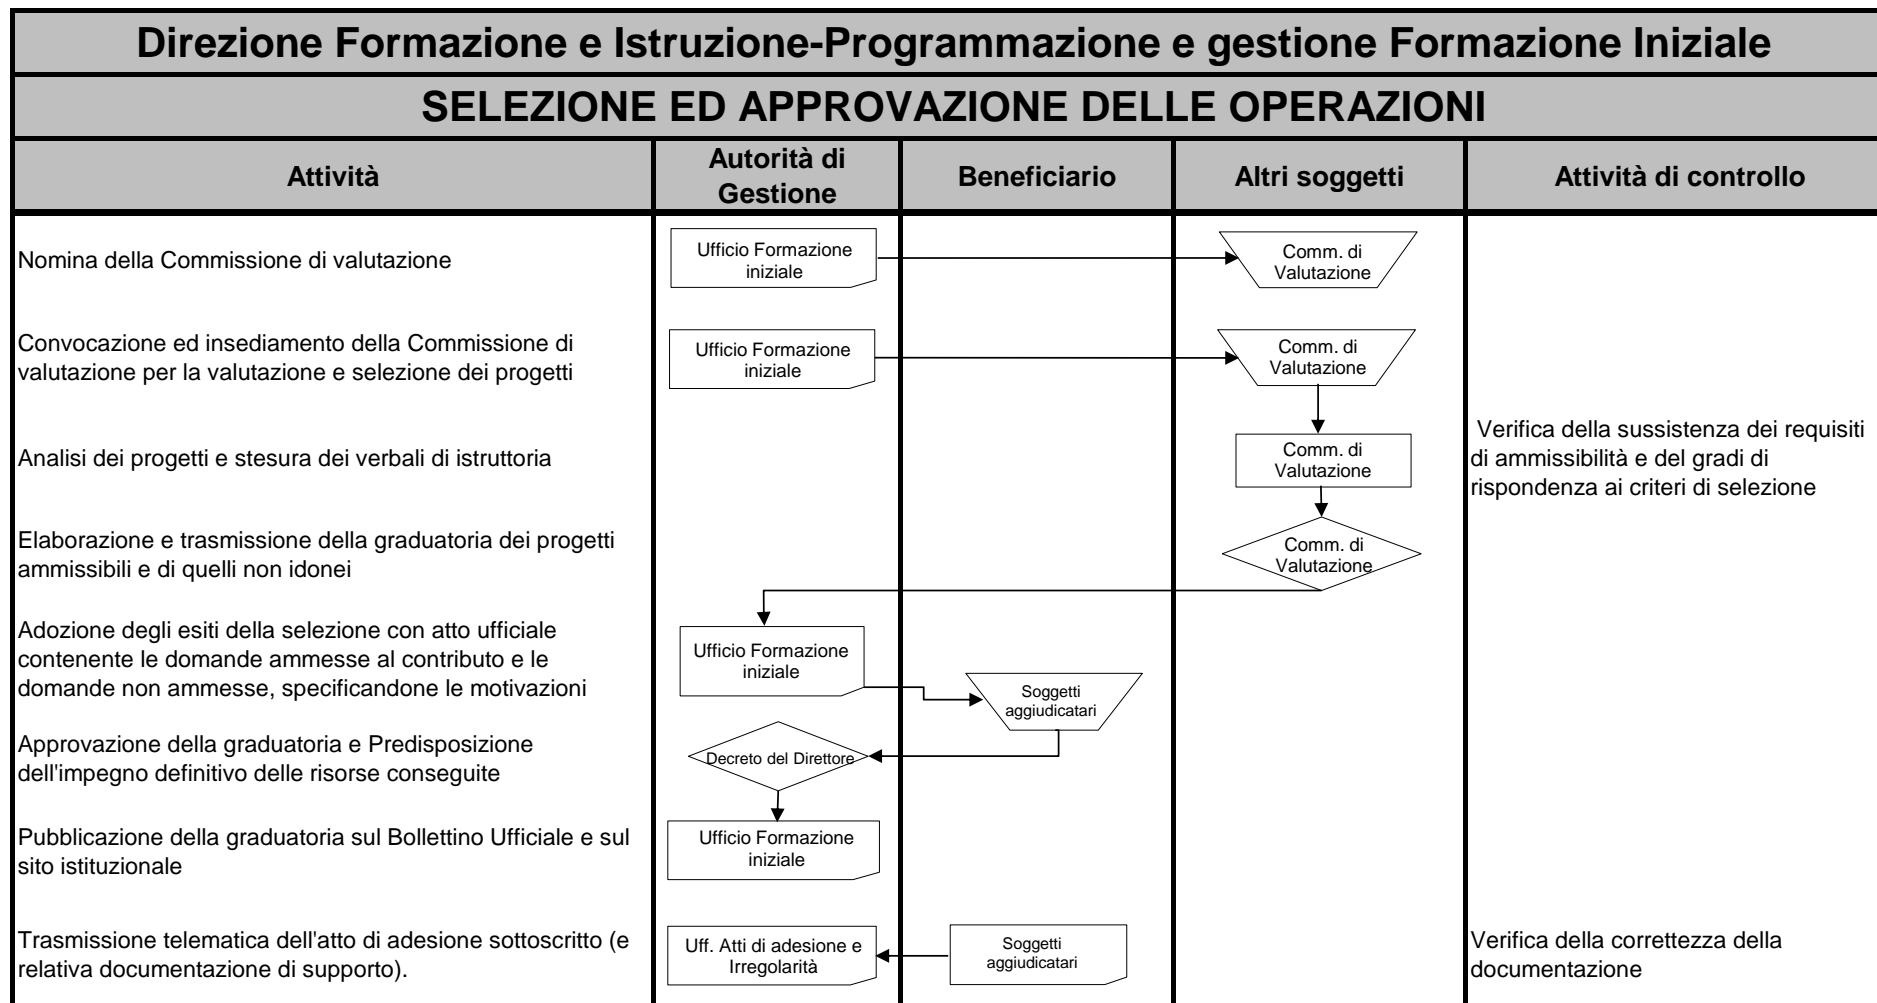 Direzione Formazione e Istruzione-Programmazione e gestione Formazione Iniziale
SELEZIONE ED APPROVAZIONE DELLE OPERAZIONI
Attività
Autorità di
Gestione
Beneficiario
Altri soggetti
Attività di controllo
Nomina della Commissione di valutazione
Ufficio Formazione
iniziale
Comm. di
Valutazione
Convocazione ed insediamento della Commissione di
valutazione per la valutazione e selezione dei progetti
Ufficio Formazione
iniziale
Comm. di
Valutazione
Analisi dei progetti e stesura dei verbali di istruttoria
Comm. di
Valutazione
Verifica della sussistenza dei requisiti
di ammissibilità e del gradi di
rispondenza ai criteri di selezione
Elaborazione e trasmissione della graduatoria dei progetti
ammissibili e di quelli non idonei
Comm. di
Valutazione
Adozione degli esiti della selezione con atto ufficiale
contenente le domande ammesse al contributo e le
domande non ammesse, specificandone le motivazioni
Ufficio Formazione
iniziale
Soggetti
aggiudicatari
Approvazione della graduatoria e Predisposizione
dell'impegno definitivo delle risorse conseguite
Decreto del Direttore
Pubblicazione della graduatoria sul Bollettino Ufficiale e sul
sito istituzionale
Ufficio Formazione
iniziale
Trasmissione telematica dell'atto di adesione sottoscritto (e
relativa documentazione di supporto).
Uff. Atti di adesione e
Irregolarità
Soggetti
aggiudicatari
Verifica della correttezza della
documentazione